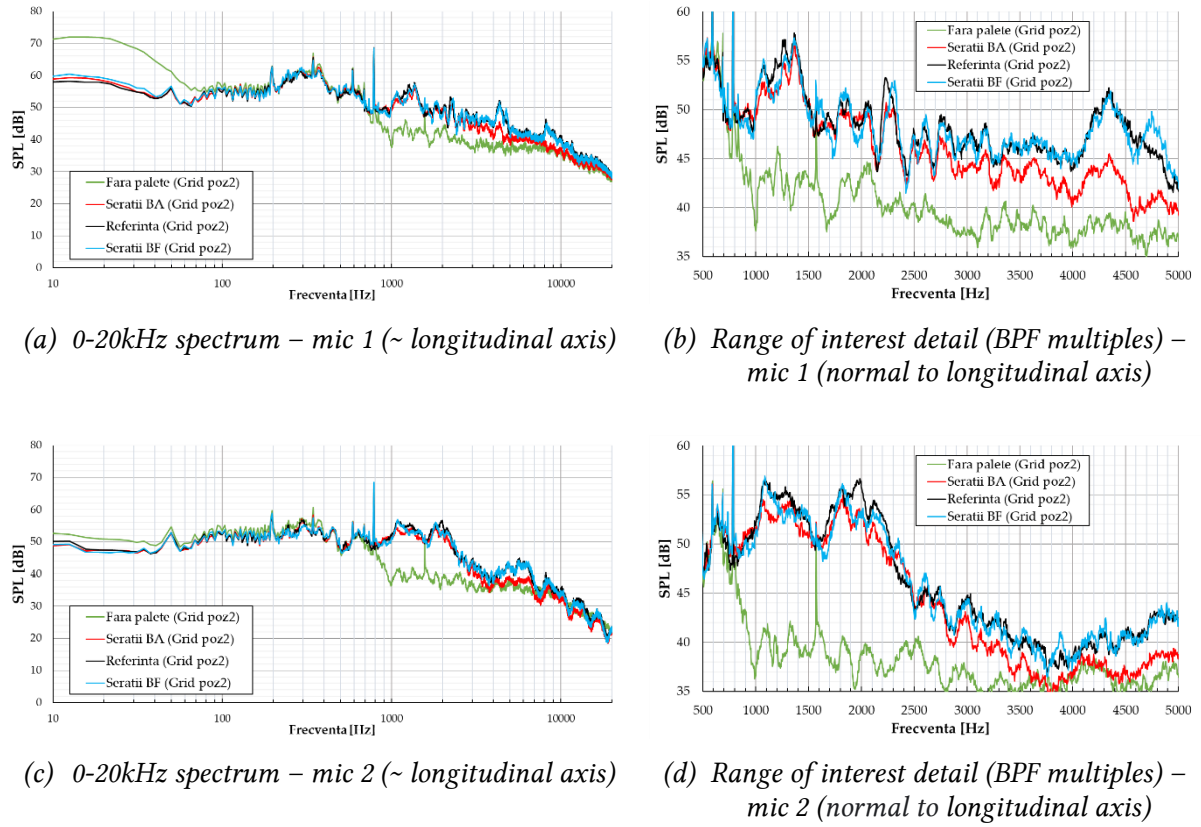 80
70
60
50
40
30
20
10
0
SPL [dB]
Fara palete (Grid poz2)
Seratii BA (Grid poz2)
Referinta (Grid poz2)
Seratii BF (Grid poz2)
10 100 1000 10000
Frecventa [Hz]
60
55
50
45
40
35
SPL [dB]
Fara palete (Grid poz2)
Seratii BA (Grid poz2)
Referinta (Grid poz2)
Seratii BF (Grid poz2)
500 1000 1500 2000 2500 3000 3500 4000 4500 5000
Frecventa [Hz]
(a) 0-20kHz spectrum – mic 1 (~ longitudinal axis)
(b) Range of interest detail (BPF multiples) –
mic 1 (normal to longitudinal axis)
80
70
60
50
40
30
20
10
0
SPL [dB]
Fara palete (Grid poz2)
Seratii BA (Grid poz2)
Referinta (Grid poz2)
Seratii BF (Grid poz2)
10 100 1000 10000
Frecventa [Hz]
60
55
50
45
40
35
SPL [dB]
Fara palete (Grid poz2)
Seratii BA (Grid poz2)
Referinta (Grid poz2)
Seratii BF (Grid poz2)
500 1000 1500 2000 2500 3000 3500 4000 4500 5000
Frecventa [Hz]
(c) 0-20kHz spectrum – mic 2 (~ longitudinal axis)
(d) Range of interest detail (BPF multiples) –
mic 2 (normal to longitudinal axis)